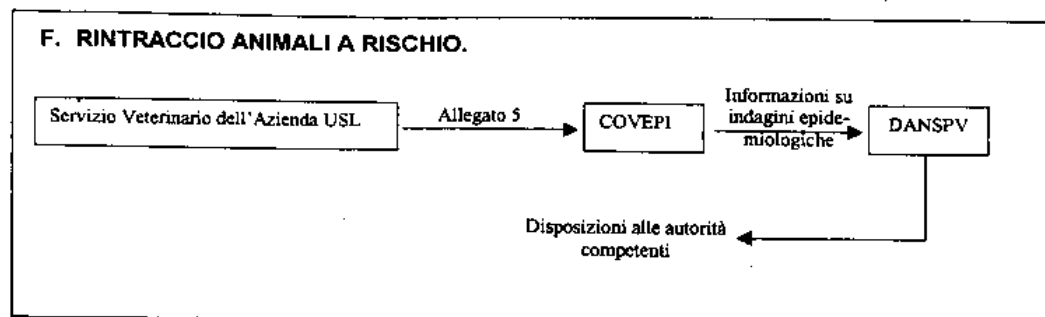 F. RINTRACCIO ANIMALI A RISCHIO.
Servizio Veterinario dell'Azienda USL
Allegato 5
COVEPI
Informazioni su
indagini epide-
miologiche
DANSPV
Disposizioni alle autorità
competenti